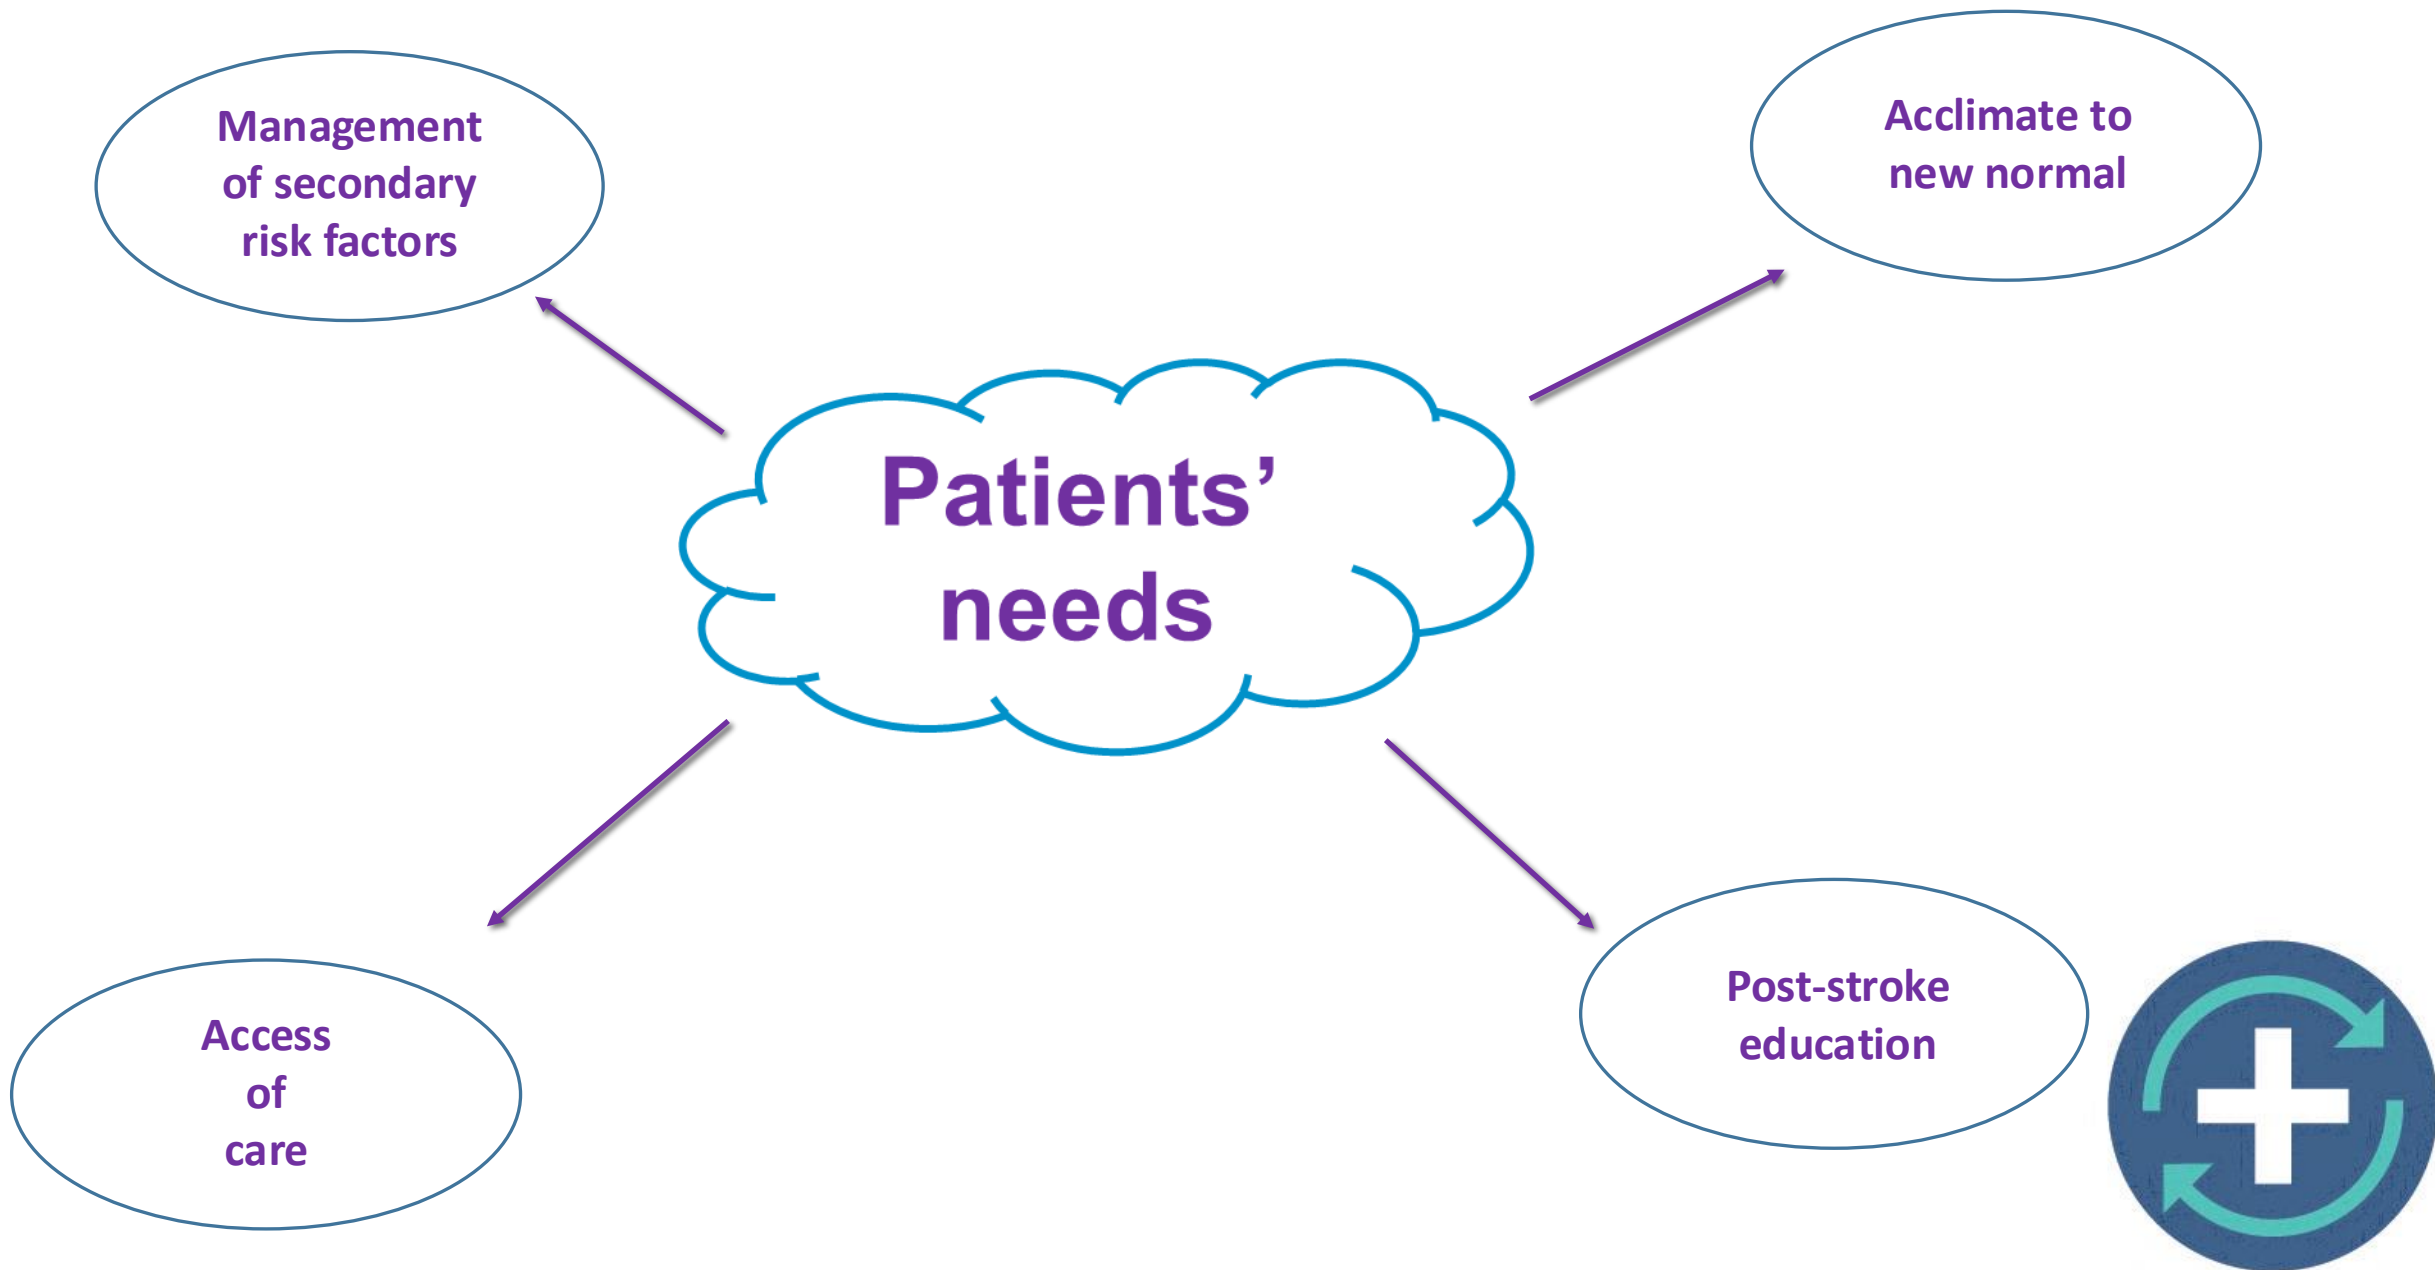 Management
of secondary
risk factors
Acclimate to
new normal
Patients’
needs
Access
of
care
Post-stroke
education